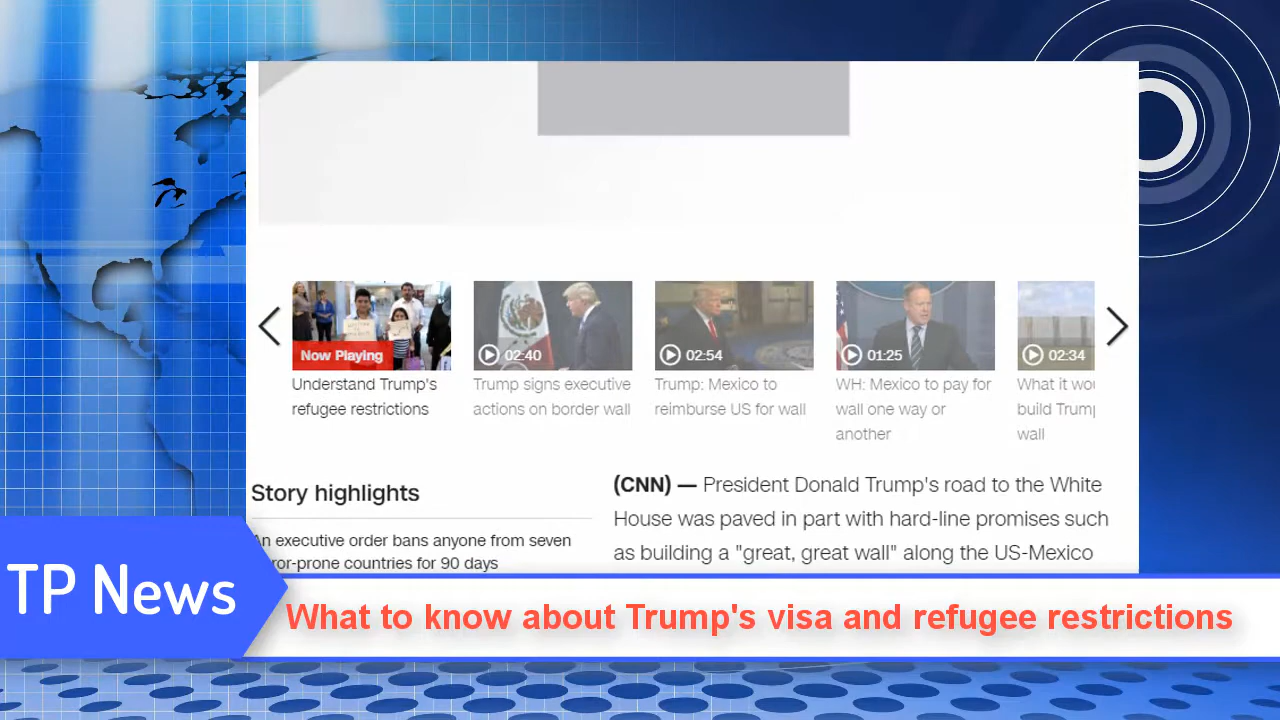 Now Playing
02:40
02:54
01:25
02:34
Understand Trump's
refugee restrictions
Trump signs executive
actions on border wall
Trump: Mexico to
reimburse US for wall
WH: Mexico to pay for
wall one way or
another
What it
build
wall
Story highlights
An executive order bans anyone from seven
countries for 90 days
(CNN) — President Donald Trump's road to the White
House was paved in part with hard-line promises such
as building a "great, great wall" along the US-Mexico
TP News
What to know about Trump's visa and refugee restrictions